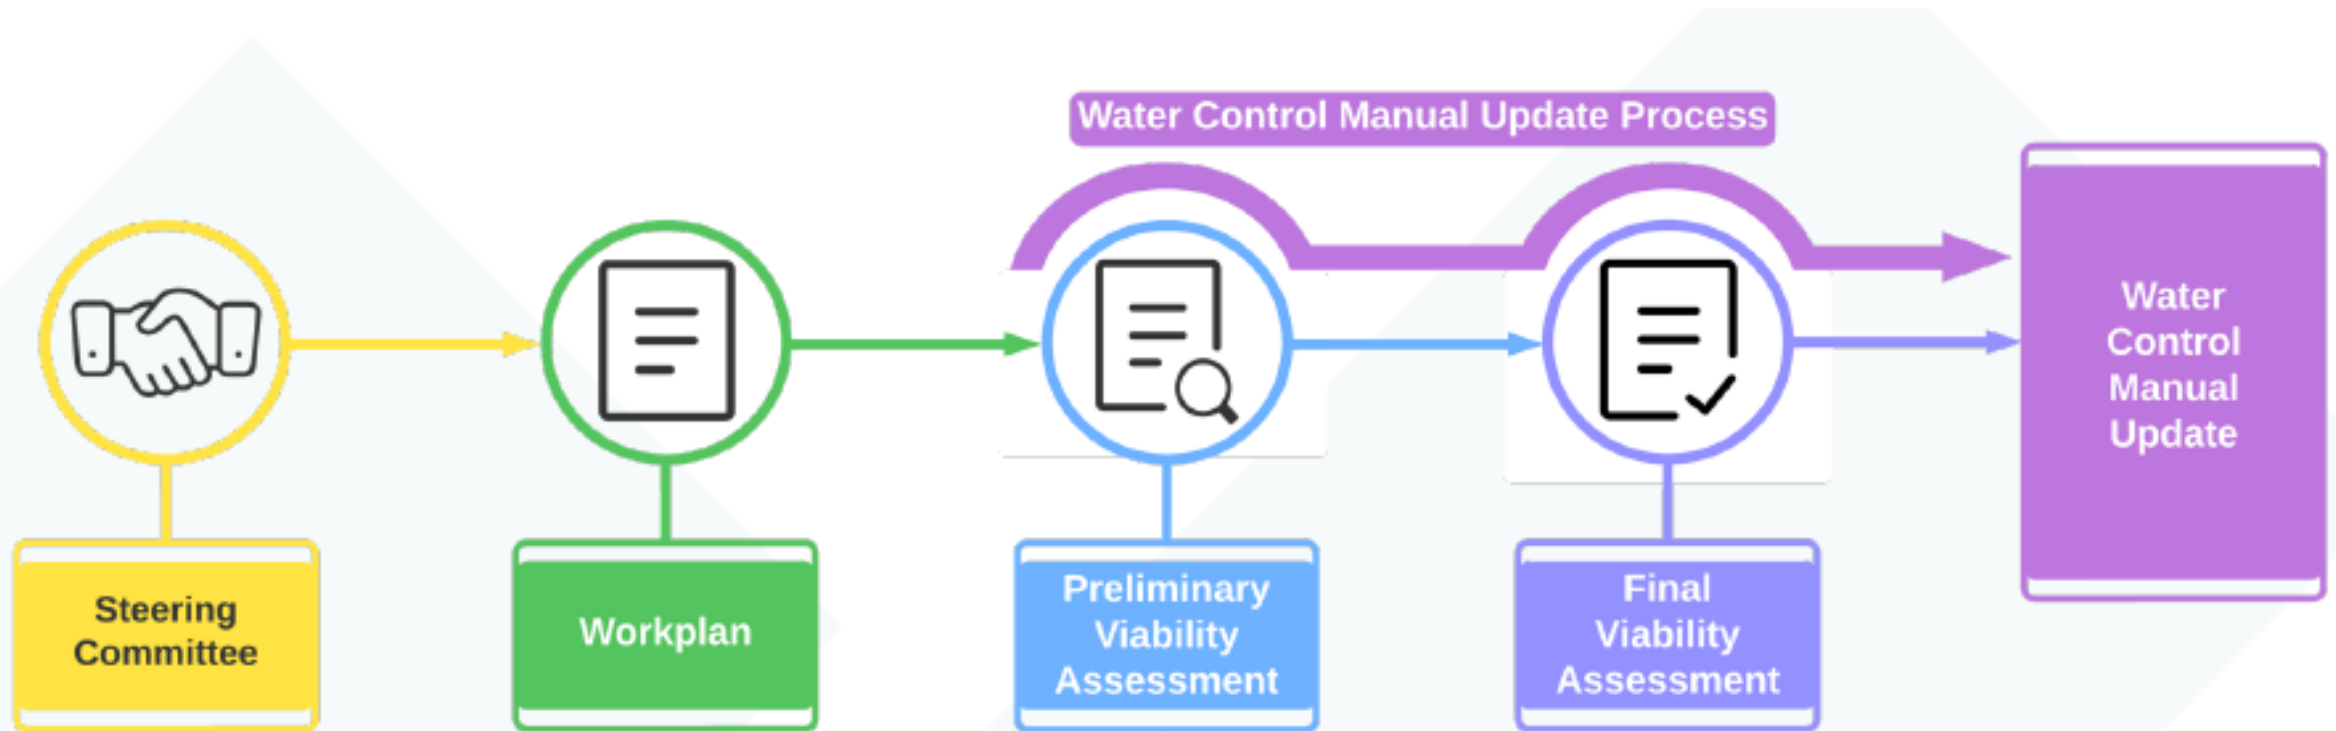 Water Control Manual Update Process
Steering
Committee
Workplan
Preliminary
Viability
Assessment
Final
Viability
Assessment
Water
Control
Manual
Update